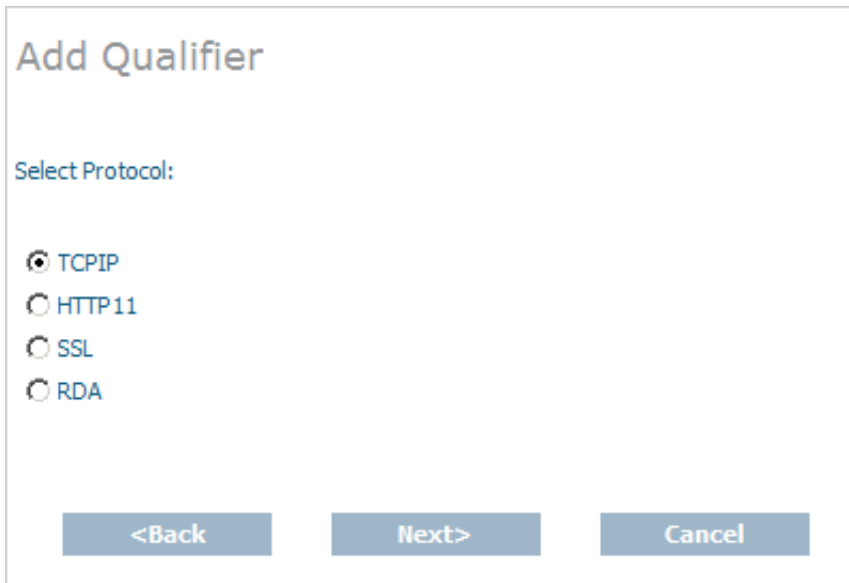 Add Qualifier
Select Protocol:
TCPIP
HTTP11
SSL
RDA
<Back Next> Cancel